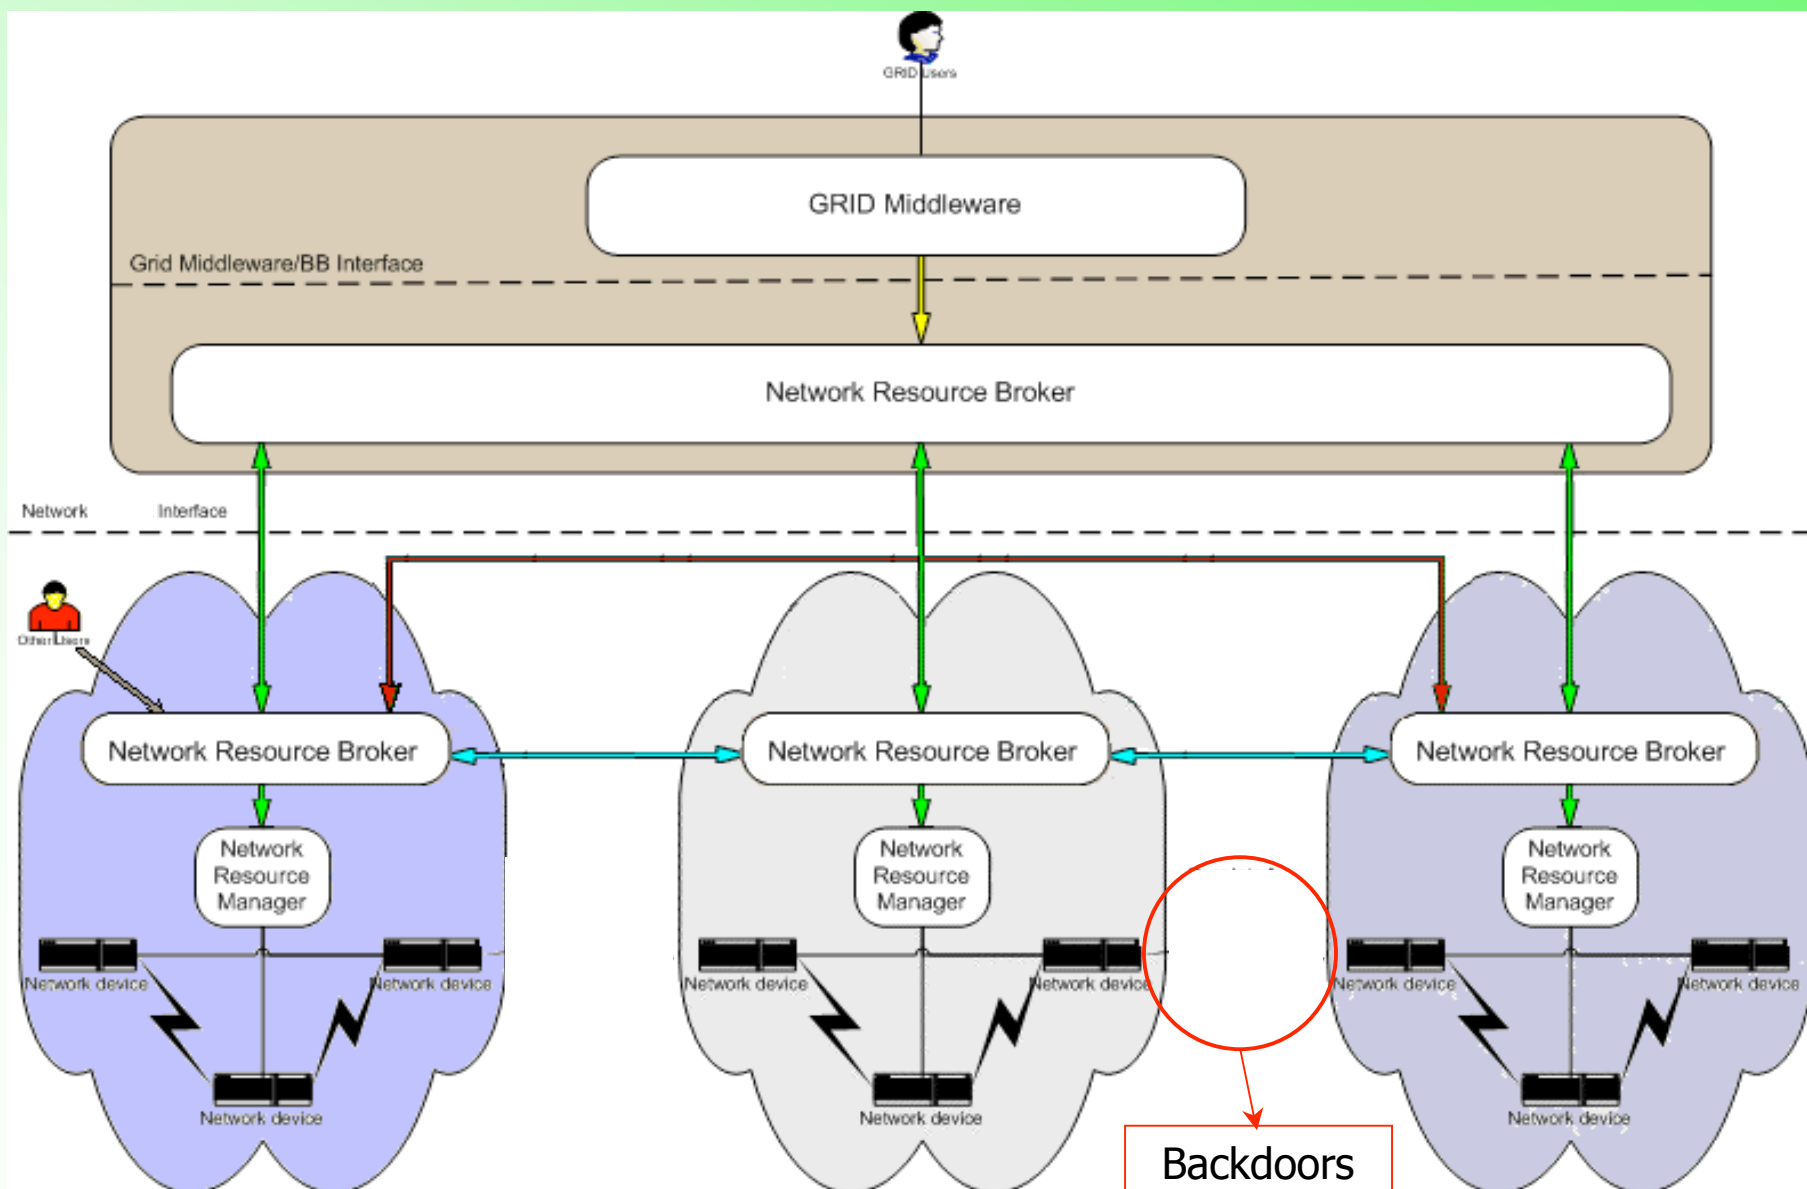 GRID Users
GRID Middleware
Grid Middleware/BB Interface
Network Resource Broker
Network Interface
Other Users
Network Resource Broker
Network Resource Broker
Network Resource Broker
Network
Resource
Manager
Network
Resource
Manager
Network
Resource
Manager
Network device
Network device
Network device
Network device
Network device
Network device
Network device
Network device
Network device
Backdoors